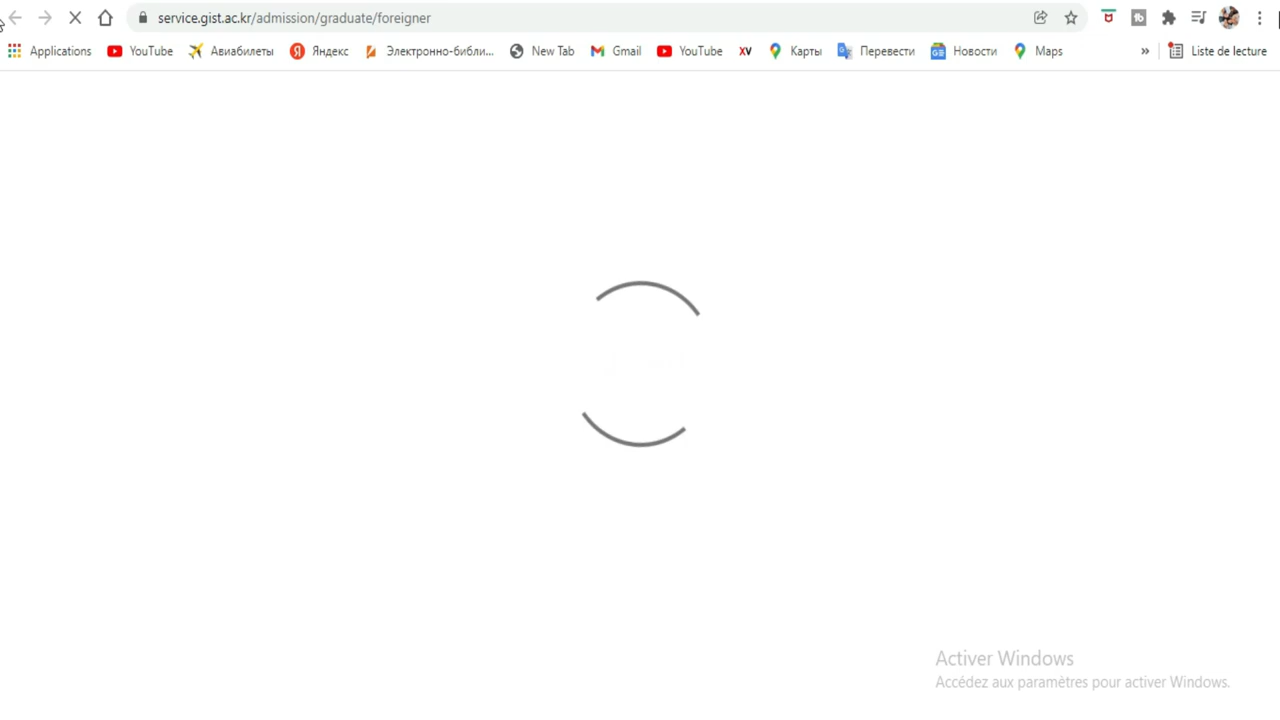 service.gist.ac.kr/admission/graduate/foreigner
Applications YouTube Авиабилеты Яндекс Электронно-библи... New Tab Gmail YouTube XV Карты Перевести Новости Maps » Liste de lecture
Activer Windows
Accédez aux paramètres pour activer Windows.